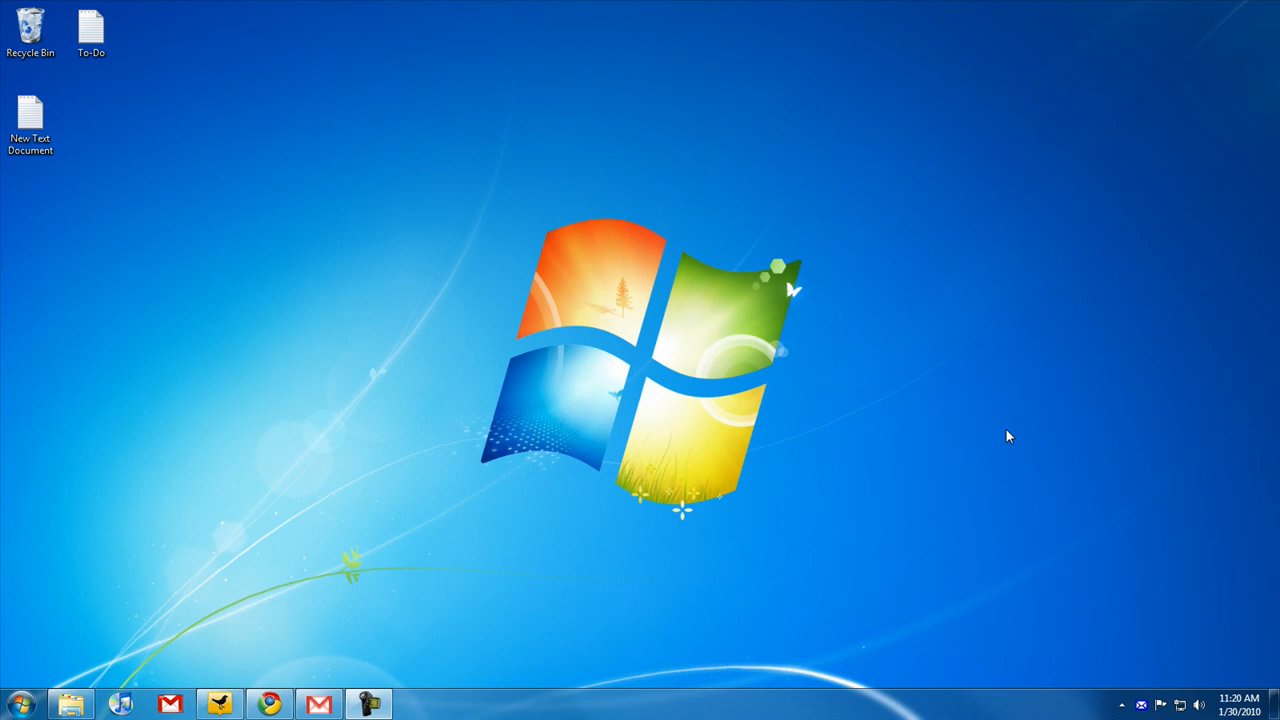 Recycle Bin
To-Do
New Text
Document
11:20 AM
1/30/2010